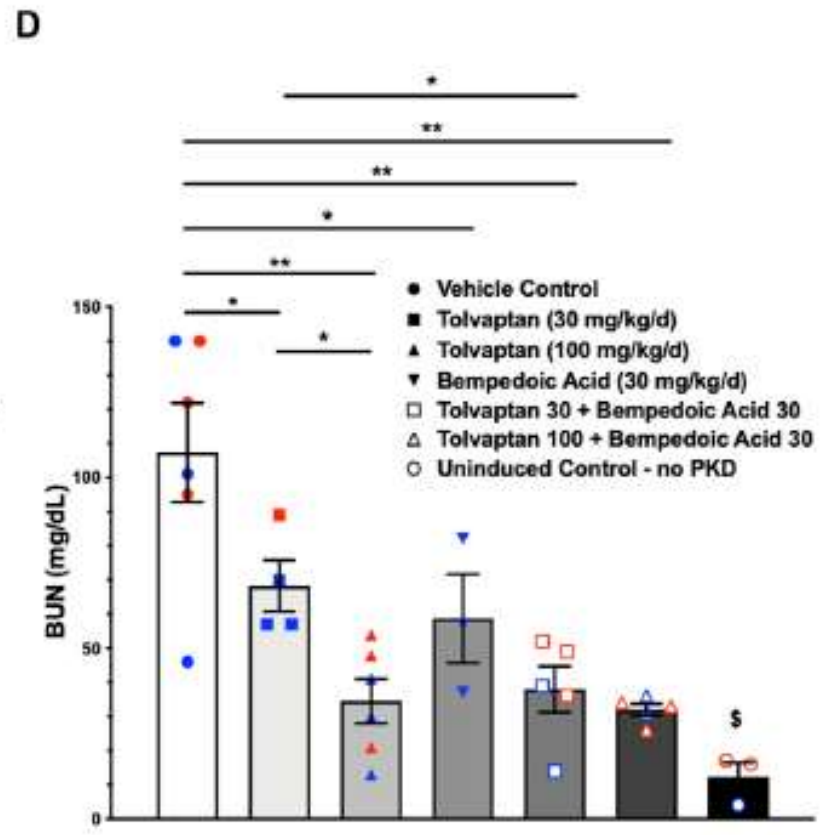 D
*
**
**
*
**
*
*
Vehicle Control
Tolvaptan (30 mg/kg/d)
Tolvaptan (100 mg/kg/d)
Bempedoic Acid (30 mg/kg/d)
Tolvaptan 30 + Bempedoic Acid 30
Tolvaptan 100 + Bempedoic Acid 30
Uninduced Control - no PKD
150
100
50
0
BUN (mg/dL)
$